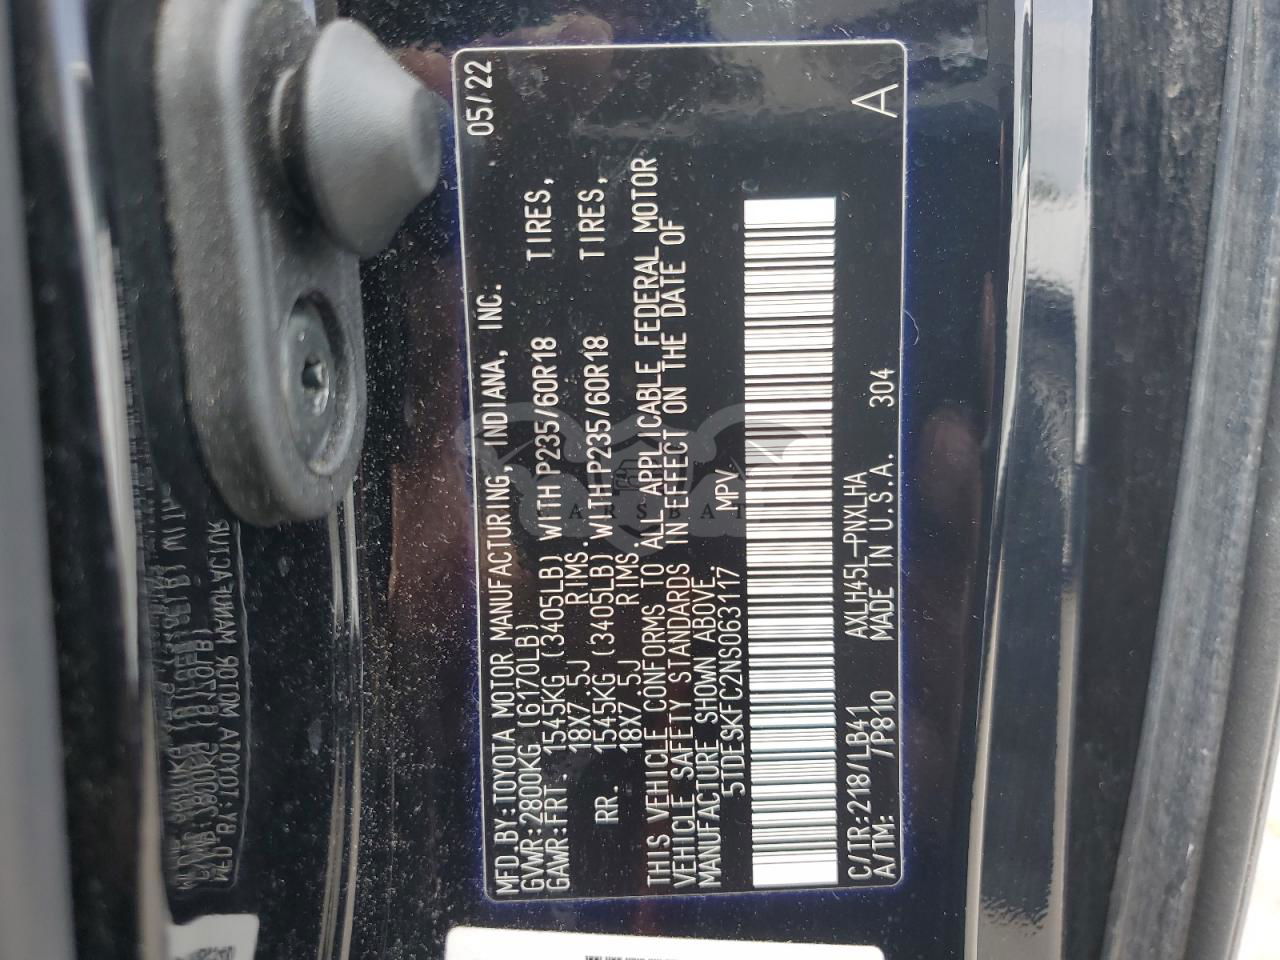 MFD.BY:TOYOTA MOTOR MANUFACTURING, INDIANA, INC. 05/22
GVWR:2800KG (6170LB)
GAWR:FRT. 1545KG (3405LB) WITH P235/60R18 TIRES,
18X7.5J RIMS.
RR. 1545KG (3405LB) WITH P235/60R18 TIRES,
18X7.5J RIMS.
THIS VEHICLE CONFORMS TO ALL APPLICABLE FEDERAL MOTOR
VEHICLE SAFETY STANDARDS IN EFFECT ON THE DATE OF
MANUFACTURE SHOWN ABOVE.
5TDESKFC2NS063117 MPV
C/TR:218/LB41 AXLH45L-PNXLHA
A/TM: /P810 MADE IN U.S.A. 304 A
CARSBAT